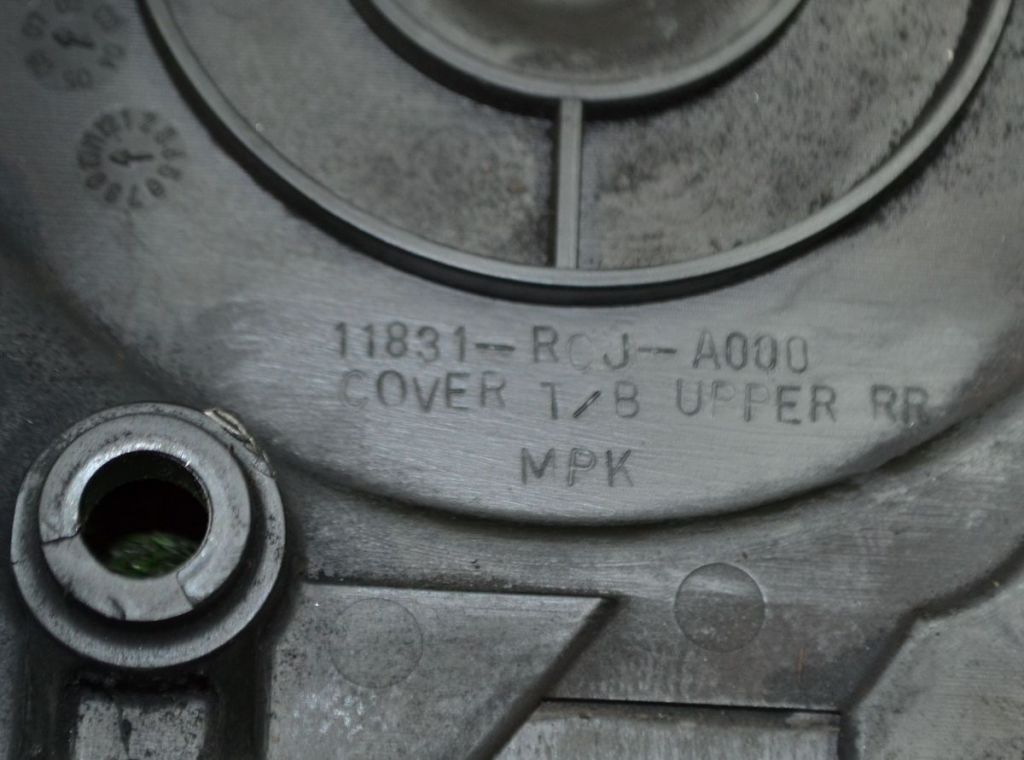 11831-RCJ-A000
COVER T/B UPPER RR
MPK